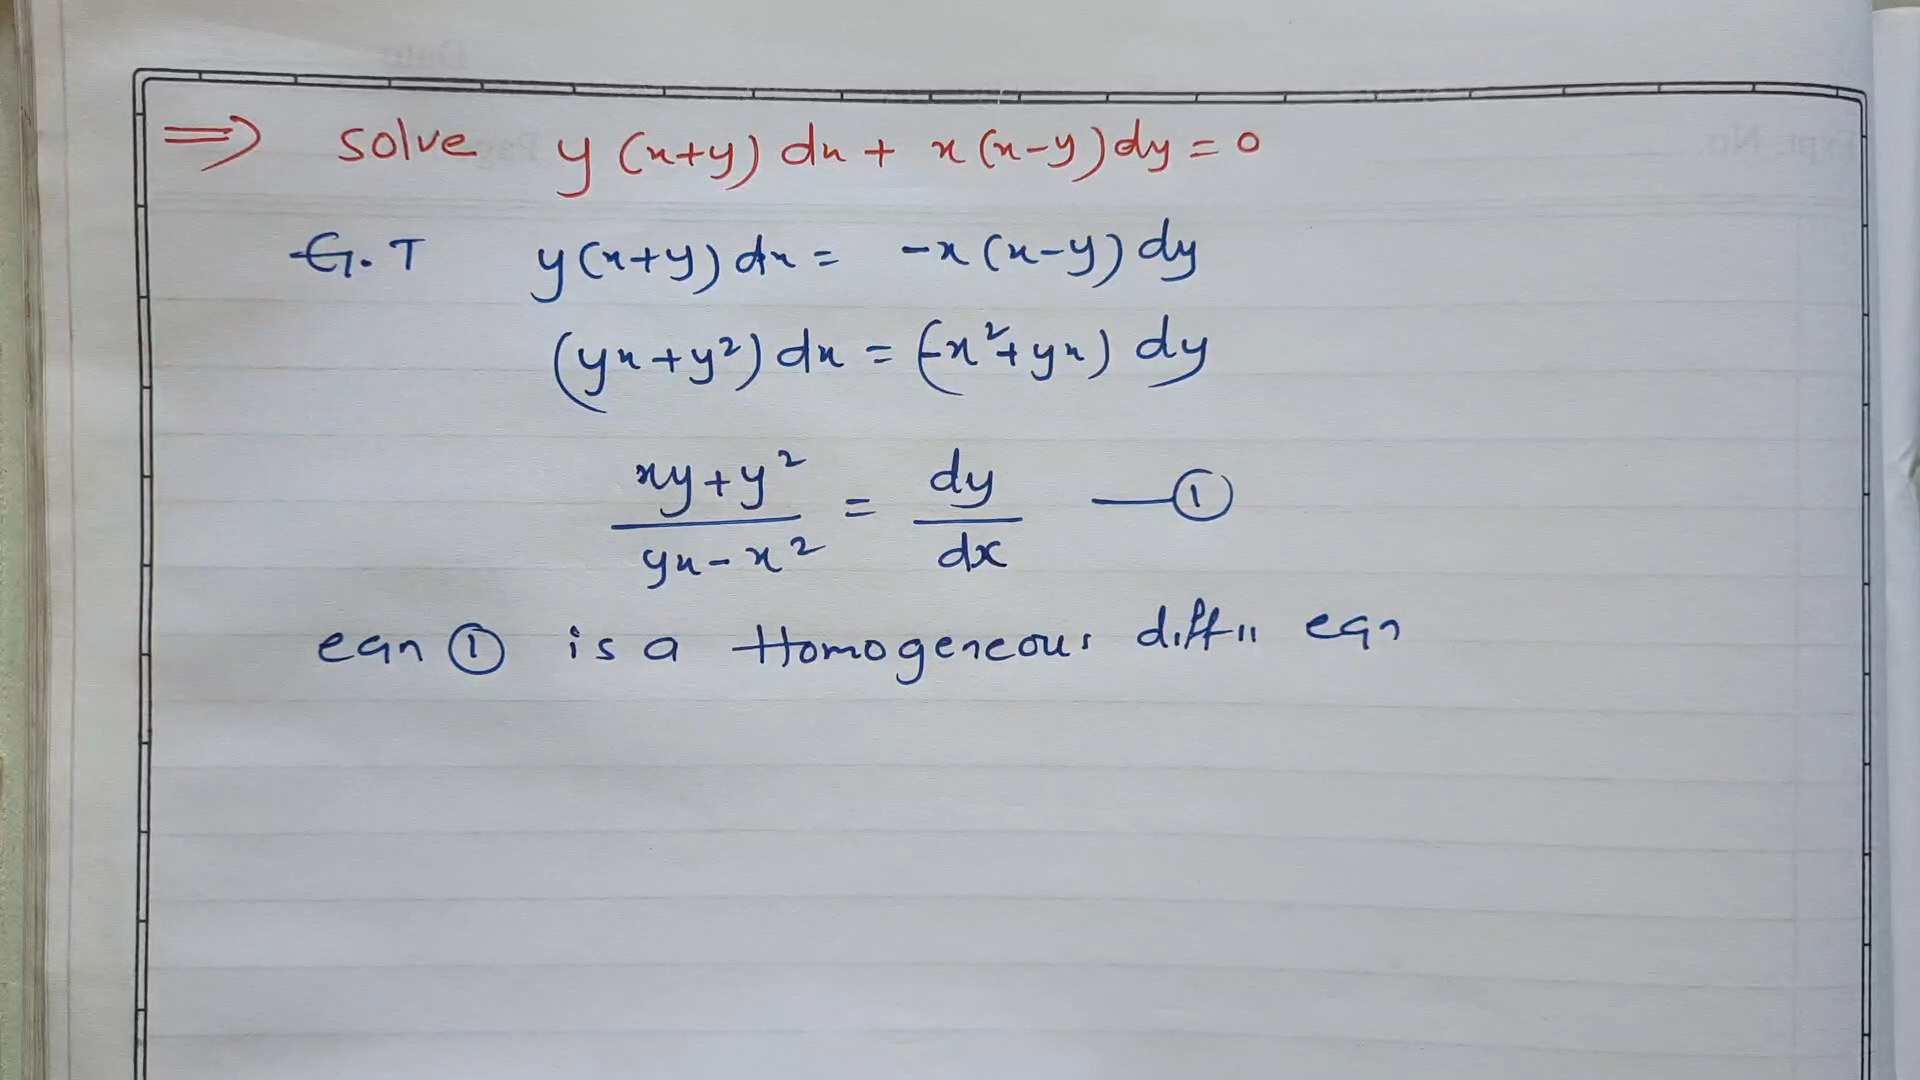 ⇒ solve y (x+y) dx + x (x-y) dy = 0
G.T y(x+y) dx = -x (x-y) dy
(yx+y²) dx = (-x²+yx) dy
xy+y² / yx-x² = dy / dx — ①
eqn ① is a Homogeneous diff